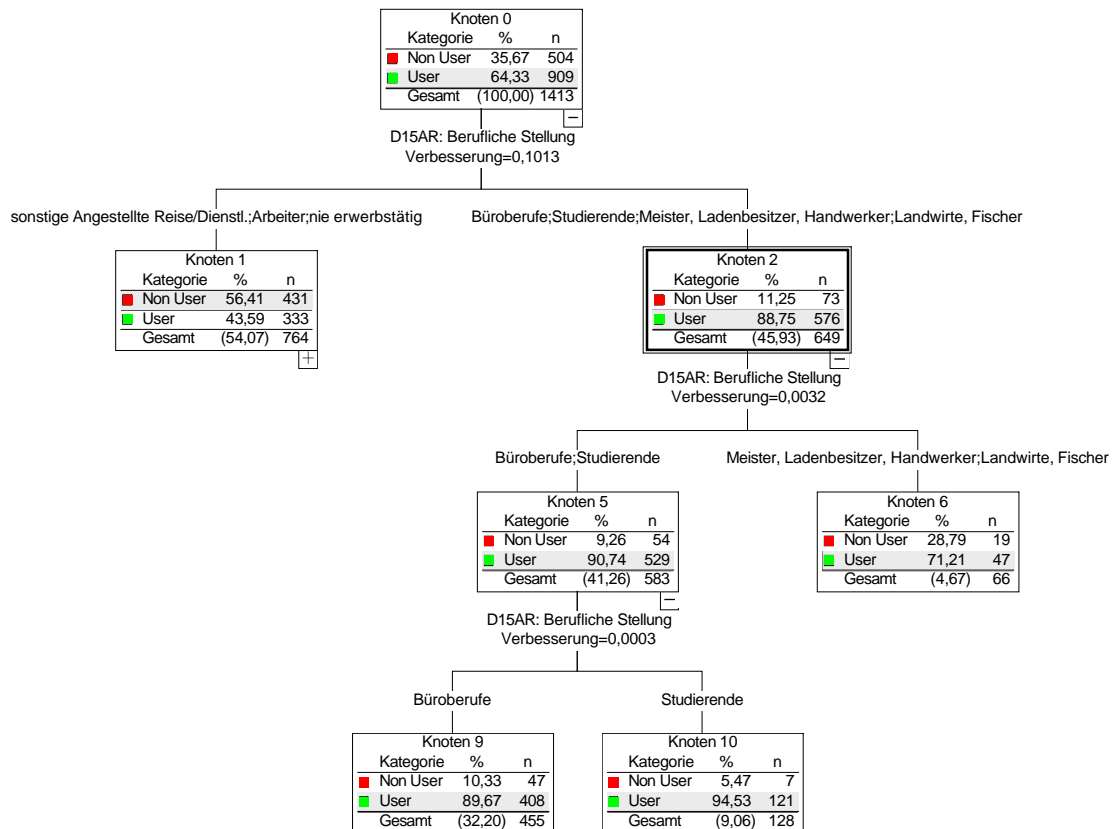 Knoten 0
Kategorie % n
Non User 35,67 504
User 64,33 909
Gesamt (100,00) 1413
D15AR: Berufliche Stellung
Verbesserung=0,1013
sonstige Angestellte Reise/Dienstl.;Arbeiter;nie erwerbstätig
Büroberufe;Studierende;Meister, Ladenbesitzer, Handwerker;Landwirte, Fischer
Knoten 1
Kategorie % n
Non User 56,41 431
User 43,59 333
Gesamt (54,07) 764
Knoten 2
Kategorie % n
Non User 11,25 73
User 88,75 576
Gesamt (45,93) 649
D15AR: Berufliche Stellung
Verbesserung=0,0032
Büroberufe;Studierende
Meister, Ladenbesitzer, Handwerker;Landwirte, Fischer
Knoten 5
Kategorie % n
Non User 9,26 54
User 90,74 529
Gesamt (41,26) 583
Knoten 6
Kategorie % n
Non User 28,79 19
User 71,21 47
Gesamt (4,67) 66
D15AR: Berufliche Stellung
Verbesserung=0,0003
Büroberufe
Studierende
Knoten 9
Kategorie % n
Non User 10,33 47
User 89,67 408
Gesamt (32,20) 455
Knoten 10
Kategorie % n
Non User 5,47 7
User 94,53 121
Gesamt (9,06) 128